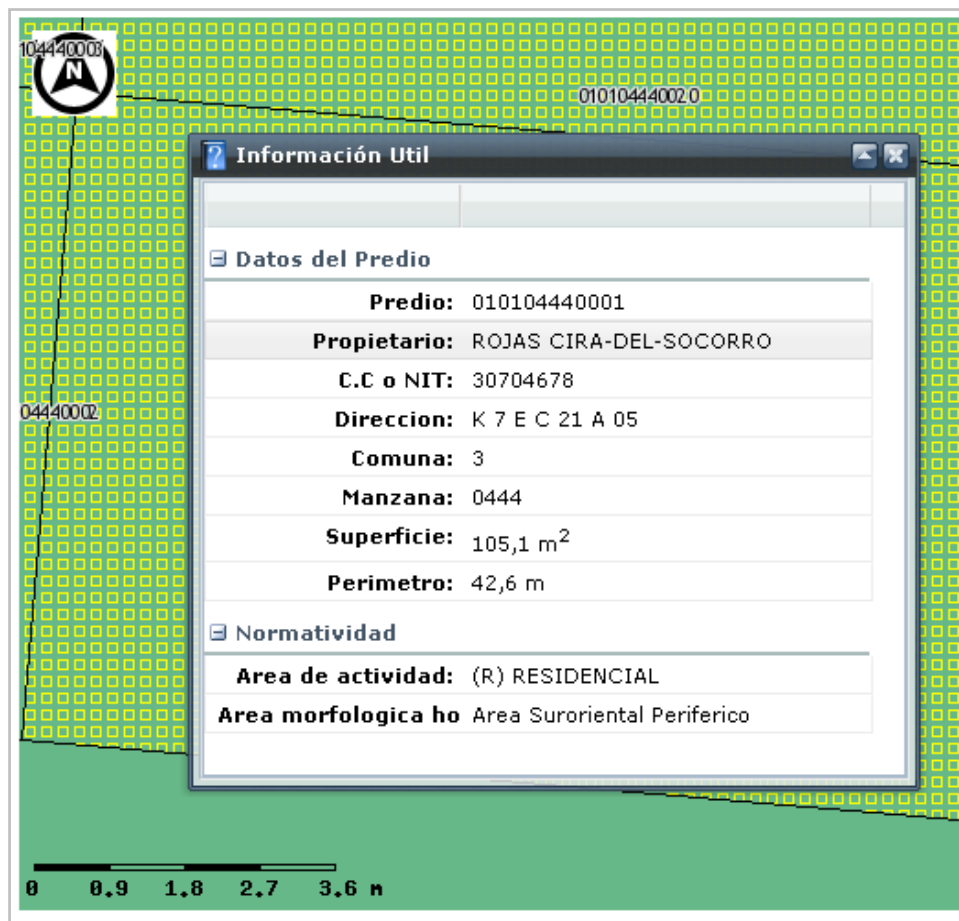 104440003
N
010104440020
Información Util
Datos del Predio
Predio: 010104440001
Propietario: ROJAS CIRA-DEL-SOCORRO
C.C o NIT: 30704678
Direccion: K 7 E C 21 A 05
Comuna: 3
Manzana: 0444
Superficie: 105,1 m²
Perimetro: 42,6 m
Normatividad
Area de actividad: (R) RESIDENCIAL
Area morfologica ho Area Suroriental Periferico
04440002
0 0.9 1.8 2.7 3.6 m